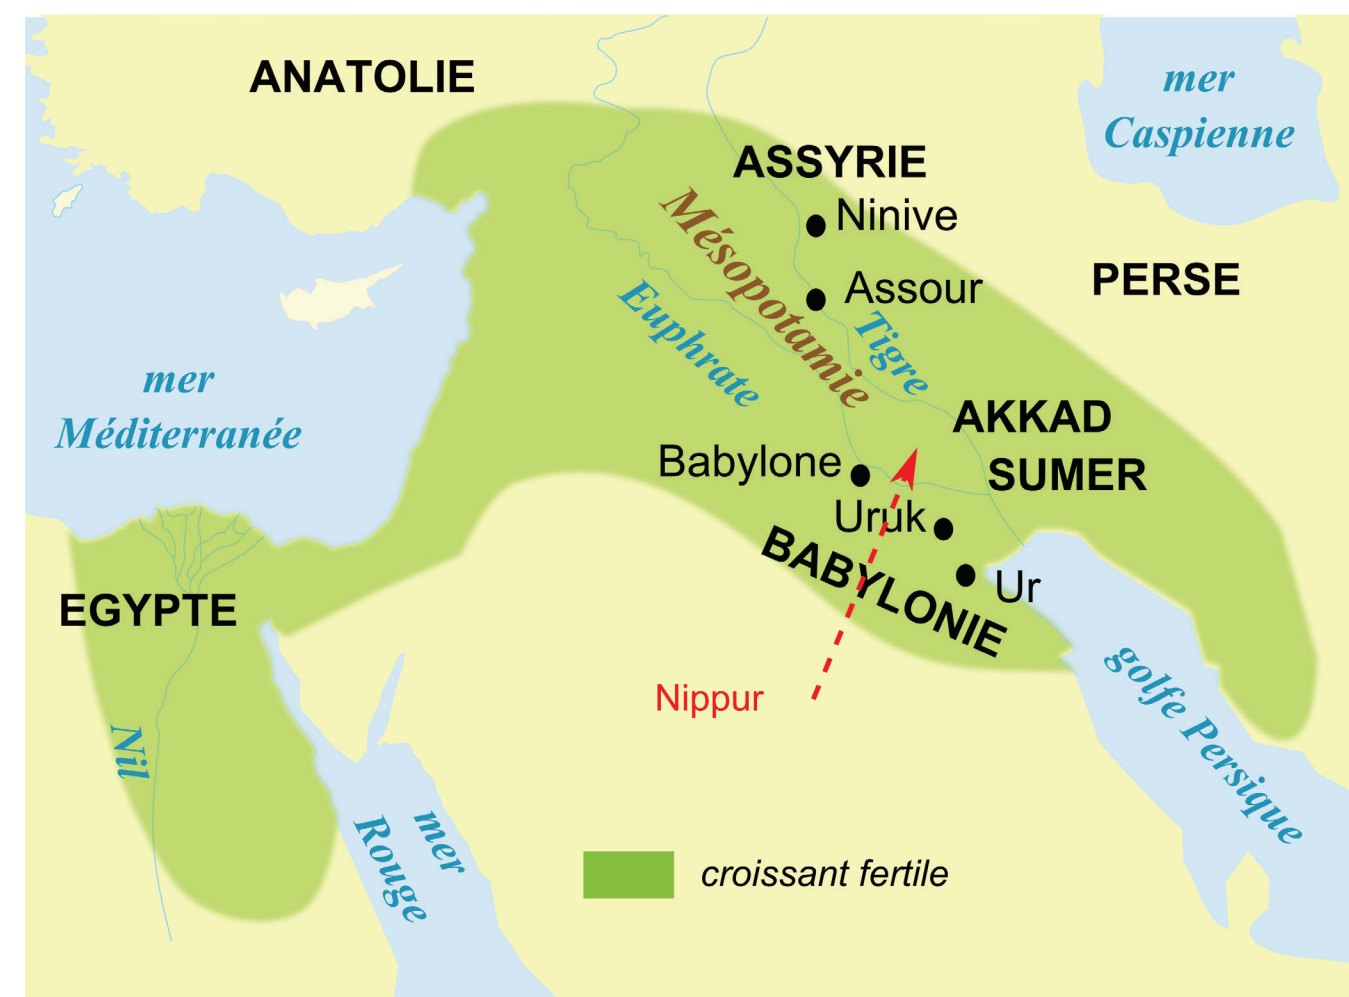 ANATOLIE
mer
Caspienne
ASSYRIE
Ninive
Mésopotamie
PERSE
Assour
Euphrate
Tigre
mer
Méditerranée
AKKAD
SUMER
Babylone
Uruk
BABYLONIE
Ur
EGYPTE
golfe Persique
Nippur
Nil
mer
Rouge
croissant fertile